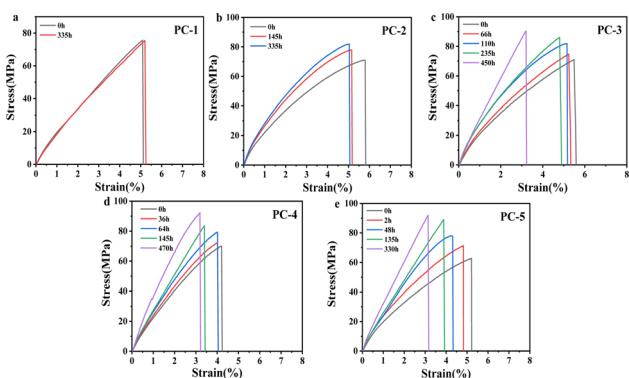 a
PC-1
0h
335h
Stress(MPa)
80
60
40
20
0
0 1 2 3 4 5 6 7 8
Strain(%)
b
PC-2
0h
145h
335h
Stress(MPa)
100
80
60
40
20
0
0 1 2 3 4 5 6 7 8
Strain(%)
c
PC-3
0h
66h
110h
235h
450h
Stress(MPa)
100
80
60
40
20
0
0 1 2 3 4 5 6 7 8
Strain(%)
d
PC-4
0h
36h
64h
145h
470h
Stress(MPa)
100
80
60
40
20
0
0 1 2 3 4 5 6 7 8
Strain(%)
e
PC-5
0h
2h
48h
135h
330h
Stress(MPa)
100
80
60
40
20
0
0 1 2 3 4 5 6 7 8
Strain(%)